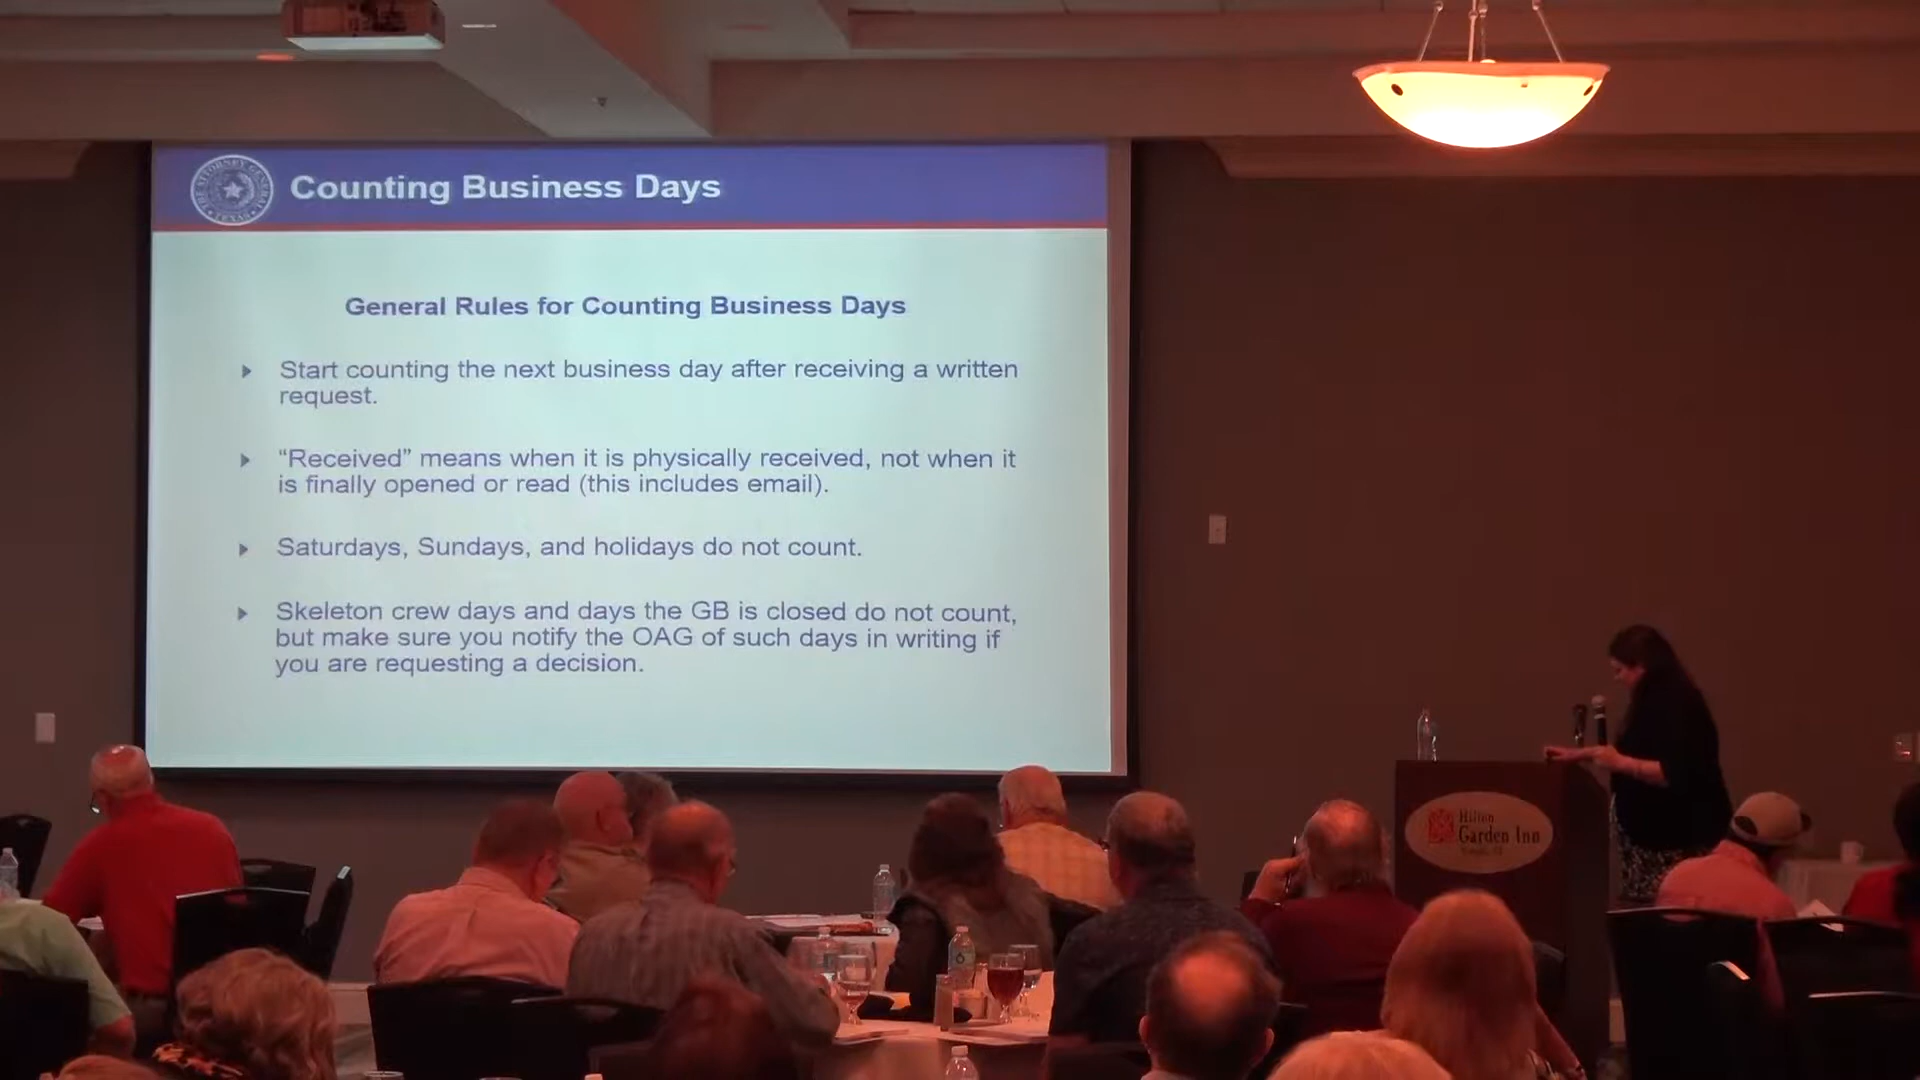 THE ATTORNEY GENERAL
TEXAS
Counting Business Days
General Rules for Counting Business Days
Start counting the next business day after receiving a written
request.
“Received” means when it is physically received, not when it
is finally opened or read (this includes email).
Saturdays, Sundays, and holidays do not count.
Skeleton crew days and days the GB is closed do not count,
but make sure you notify the OAG of such days in writing if
you are requesting a decision.
Hilton
Garden Inn